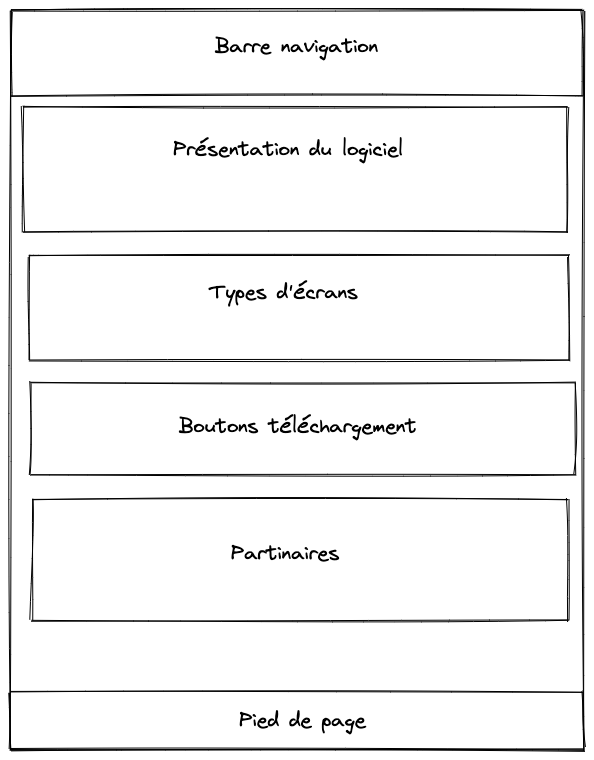 Barre navigation
Présentation du logiciel
Types d'écrans
Boutons téléchargement
Partinaires
Pied de page